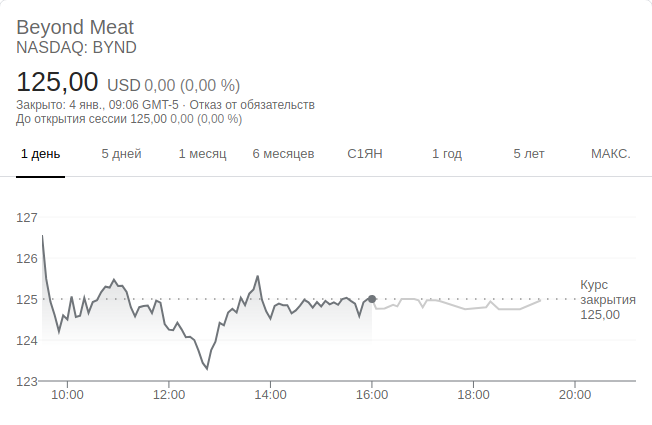 Beyond Meat
NASDAQ: BYND
125,00 USD 0,00 (0,00 %)
Закрыто: 4 янв., 09:06 GMT-5 · Отказ от обязательств
До открытия сессии 125,00 0,00 (0,00 %)
1 день 5 дней 1 месяц 6 месяцев С1ЯН 1 год 5 лет МАКС.
127
126
125
124
123
Курс
закрытия
125,00
10:00 12:00 14:00 16:00 18:00 20:00